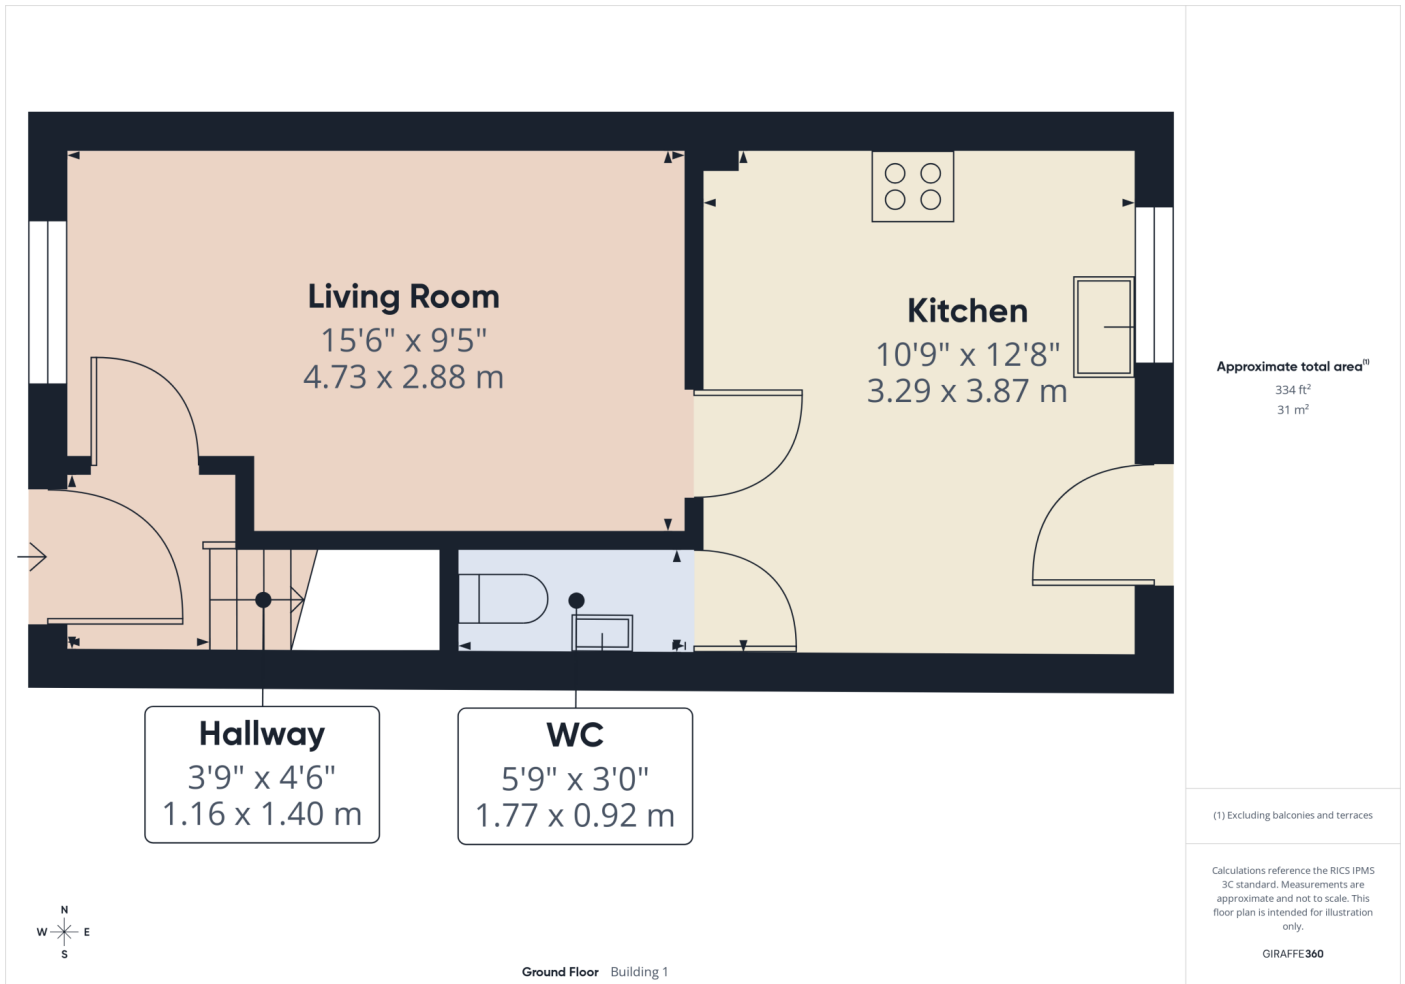 Living Room
15'6" x 9'5"
4.73 x 2.88 m
Kitchen
10'9" x 12'8"
3.29 x 3.87 m
Hallway
3'9" x 4'6"
1.16 x 1.40 m
WC
5'9" x 3'0"
1.77 x 0.92 m
N
W E
S
Ground Floor Building 1
Approximate total area(1)
334 ft²
31 m²
(1) Excluding balconies and terraces
Calculations reference the RICS IPMS
3C standard. Measurements are
approximate and not to scale. This
floor plan is intended for illustration
only.
GIRAFFE360